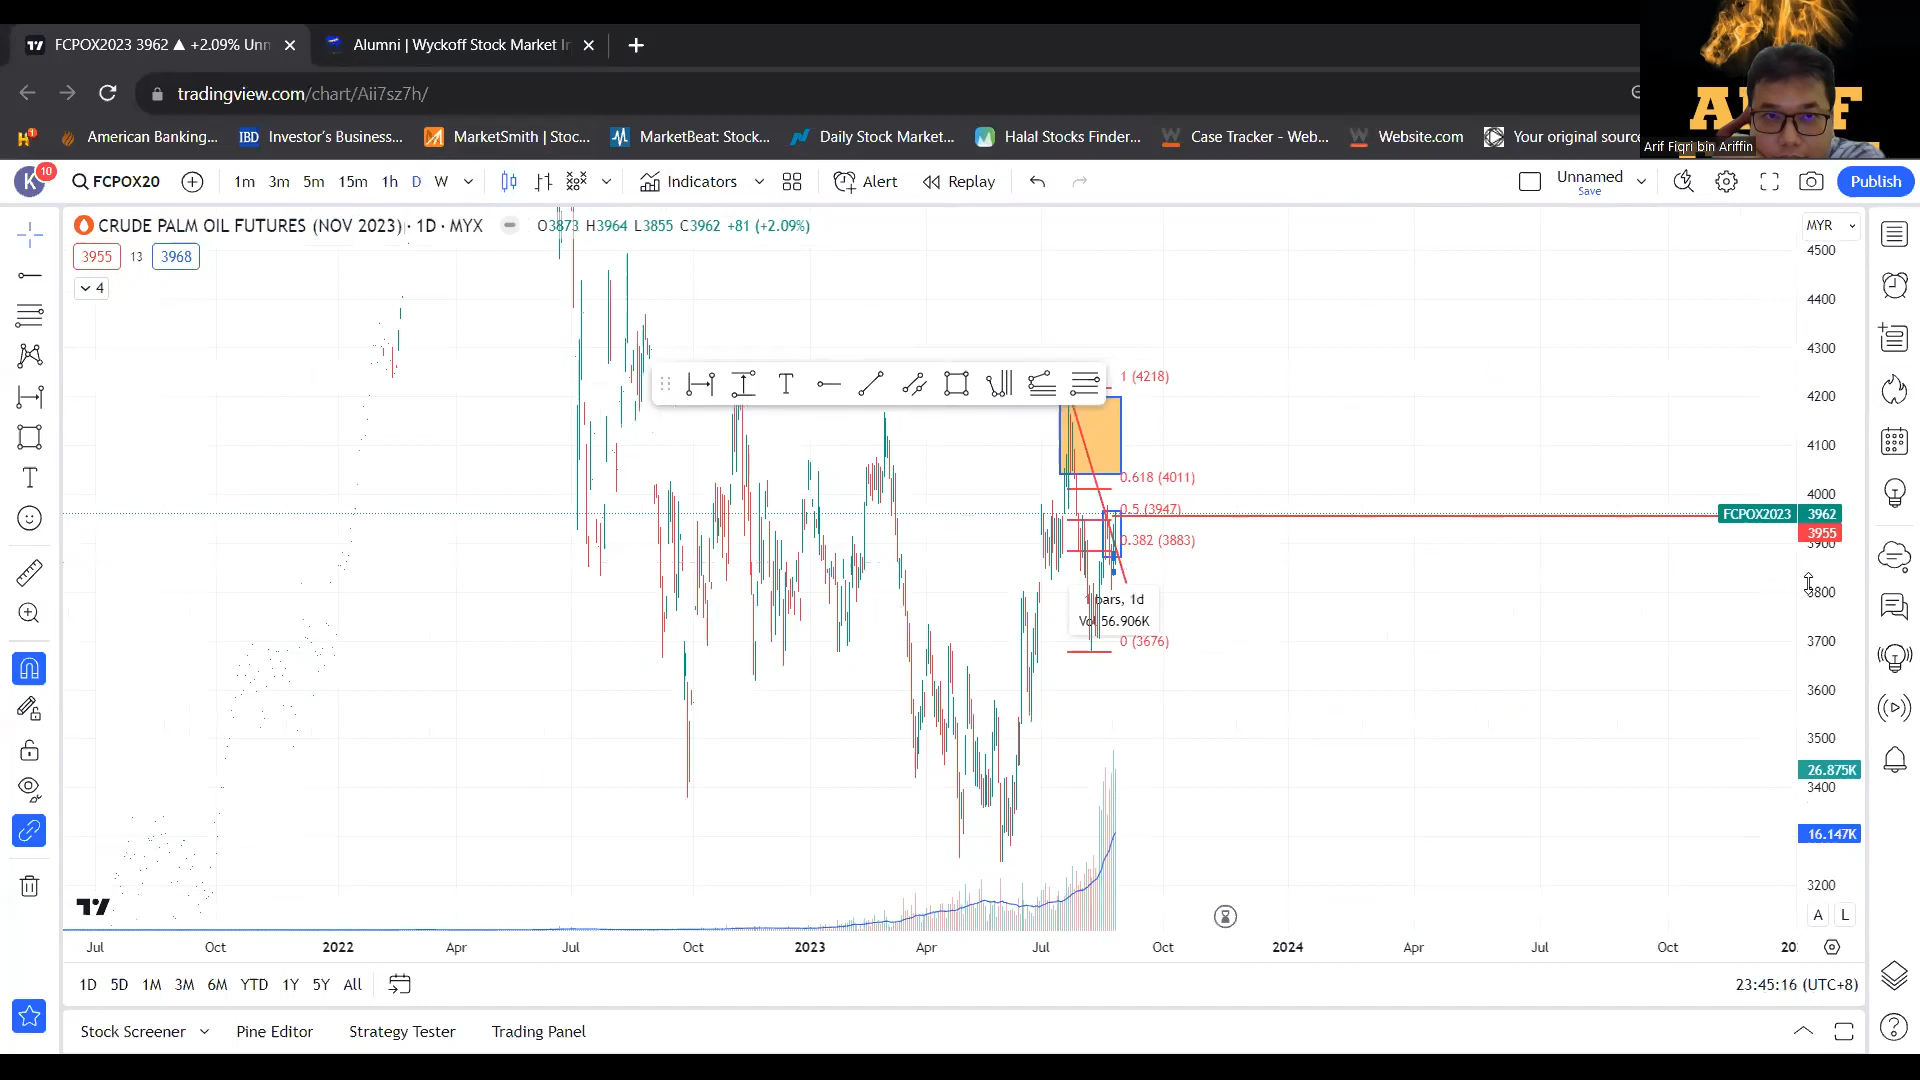 FCPOX2023 3962 ▲ +2.09% Unn
Alumni | Wyckoff Stock Market In
tradingview.com/chart/Aii7sz7h/
American Banking...
IBD Investor's Business...
MarketSmith | Stoc...
MarketBeat: Stock...
Daily Stock Market...
Halal Stocks Finder...
Case Tracker - Web...
Website.com
Your original source
Arif Fiqri bin Ariffin
K 10
FCPOX20
1m 3m 5m 15m 1h D W
Indicators
Alert
Replay
Unnamed
Save
Publish
CRUDE PALM OIL FUTURES (NOV 2023) · 1D · MYX
O3873 H3964 L3855 C3962 +81 (+2.09%)
3955 13 3968
4
MYR
4500
4400
4300
4200
4100
4000
FCPOX2023 3962
3955
3900
3800
3700
3600
3500
26.875K
3400
16.147K
3200
A L
1 (4218)
0.618 (4011)
0.5 (3947)
0.382 (3883)
1 bars, 1d
Vol 56.906K
0 (3676)
Jul Oct 2022 Apr Jul Oct 2023 Apr Jul Oct 2024 Apr Jul Oct 20
1D 5D 1M 3M 6M YTD 1Y 5Y All
23:45:16 (UTC+8)
Stock Screener
Pine Editor
Strategy Tester
Trading Panel